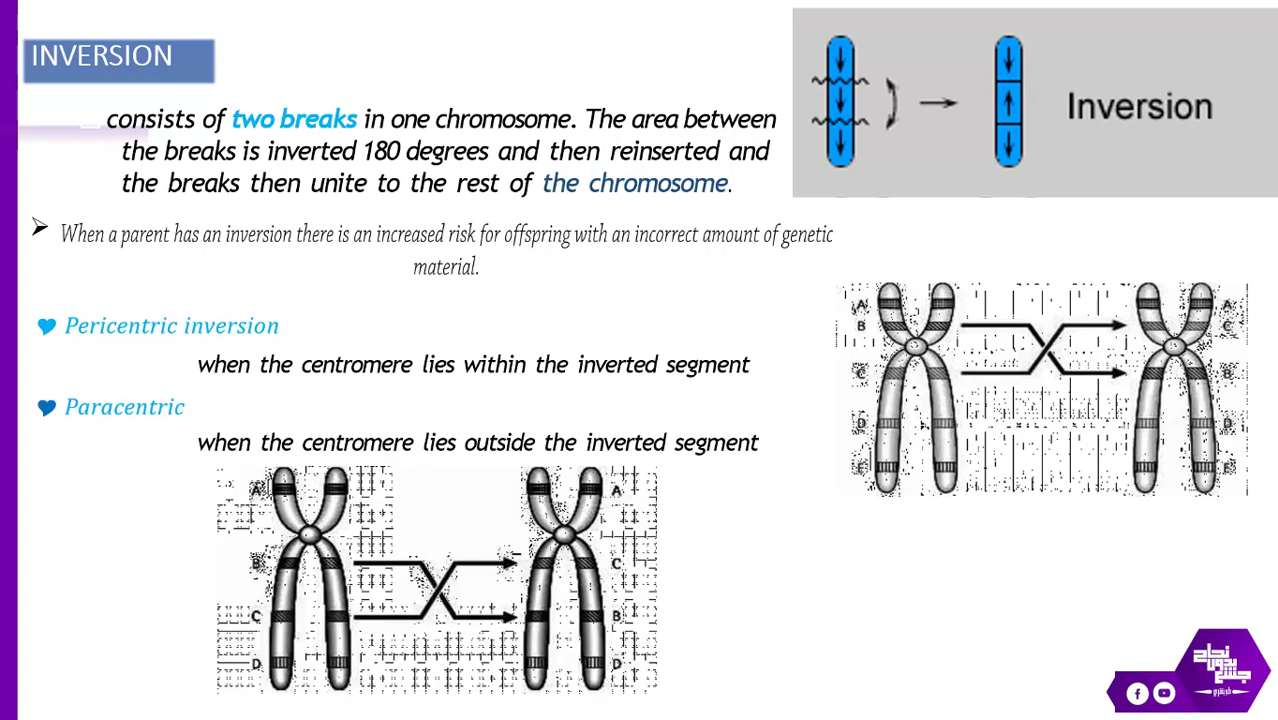 INVERSION
consists of two breaks in one chromosome. The area between
the breaks is inverted 180 degrees and then reinserted and
the breaks then unite to the rest of the chromosome.
Inversion
When a parent has an inversion there is an increased risk for offspring with an incorrect amount of genetic
material.
Pericentric inversion
when the centromere lies within the inverted segment
Paracentric
when the centromere lies outside the inverted segment
A A
B C
C B
D D
E E
A A
B C
C B
D D